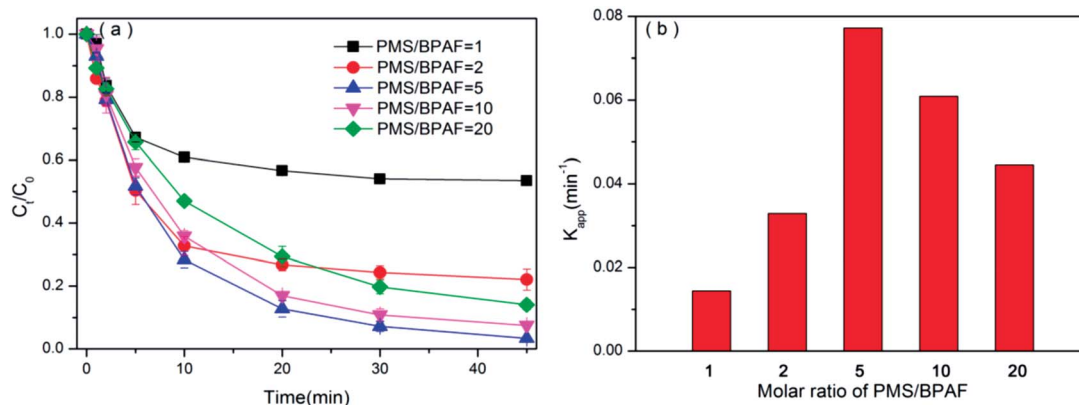 ( a )
PMS/BPAF=1
PMS/BPAF=2
PMS/BPAF=5
PMS/BPAF=10
PMS/BPAF=20
1.0
0.8
0.6
0.4
0.2
0.0
Ct/C0
0 10 20 30 40
Time(min)
( b )
0.08
0.06
0.04
0.02
0.00
Kapp(min-1)
1 2 5 10 20
Molar ratio of PMS/BPAF